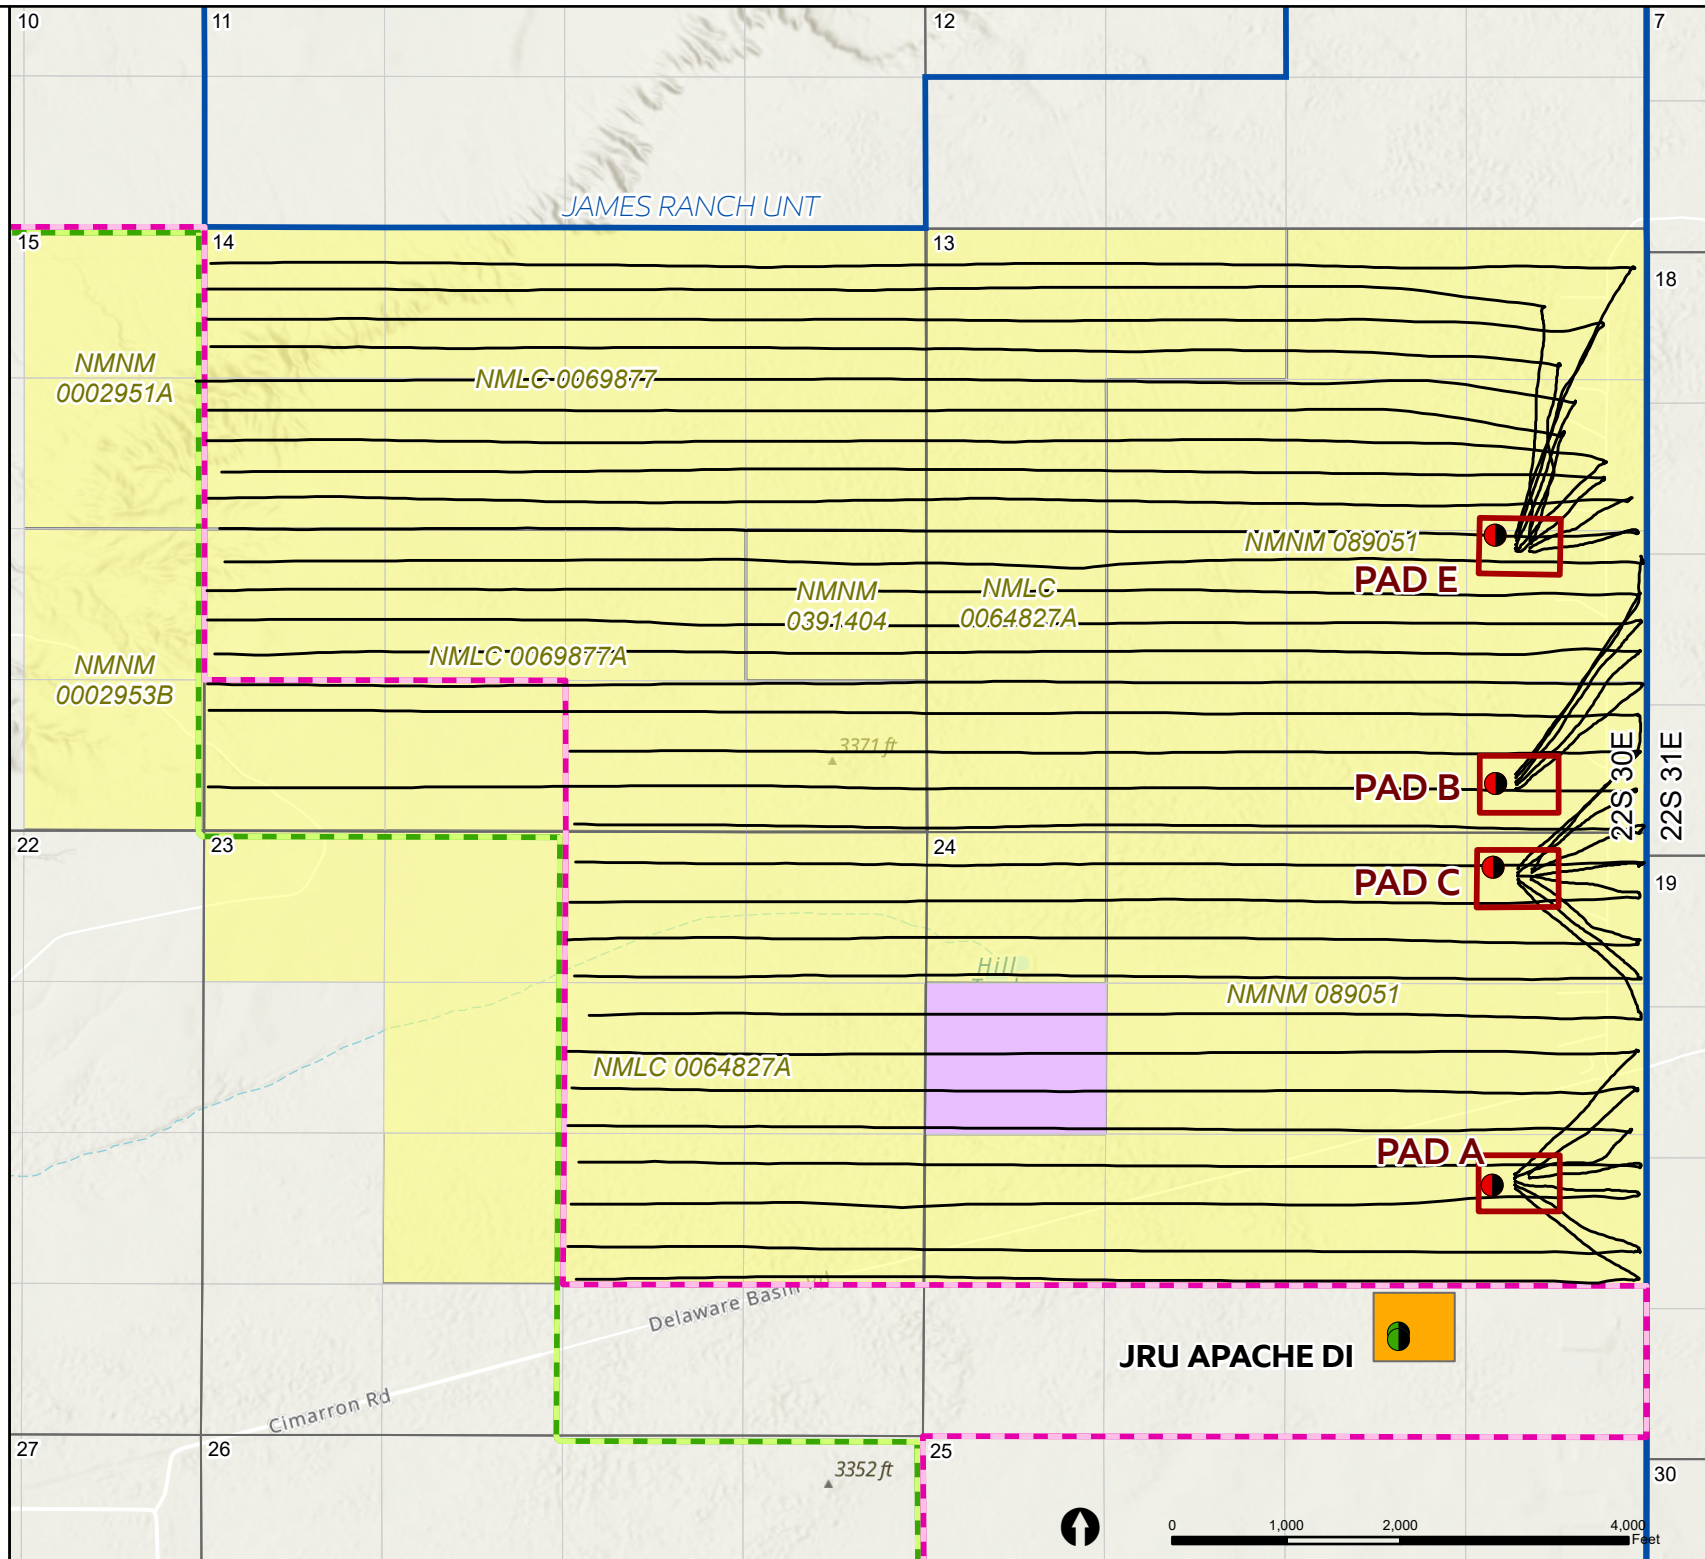 10
11
12
7
JAMES RANCH UNT
15
14
13
18
NMNM
0002951A
NMLC 0069877
NMNM 089051
PAD E
NMNM
0391404
NMLC
0064827A
NMLC 0069877A
NMNM
0002953B
3371 ft
PAD B
22S 30E
22S 31E
22
23
24
PAD C
19
Hill
NMNM 089051
NMLC 0064827A
PAD A
Delaware Basin Rd
JRU APACHE DI
Cimarron Rd
27
26
25
3352 ft
30
0 1,000 2,000 4,000
Feet